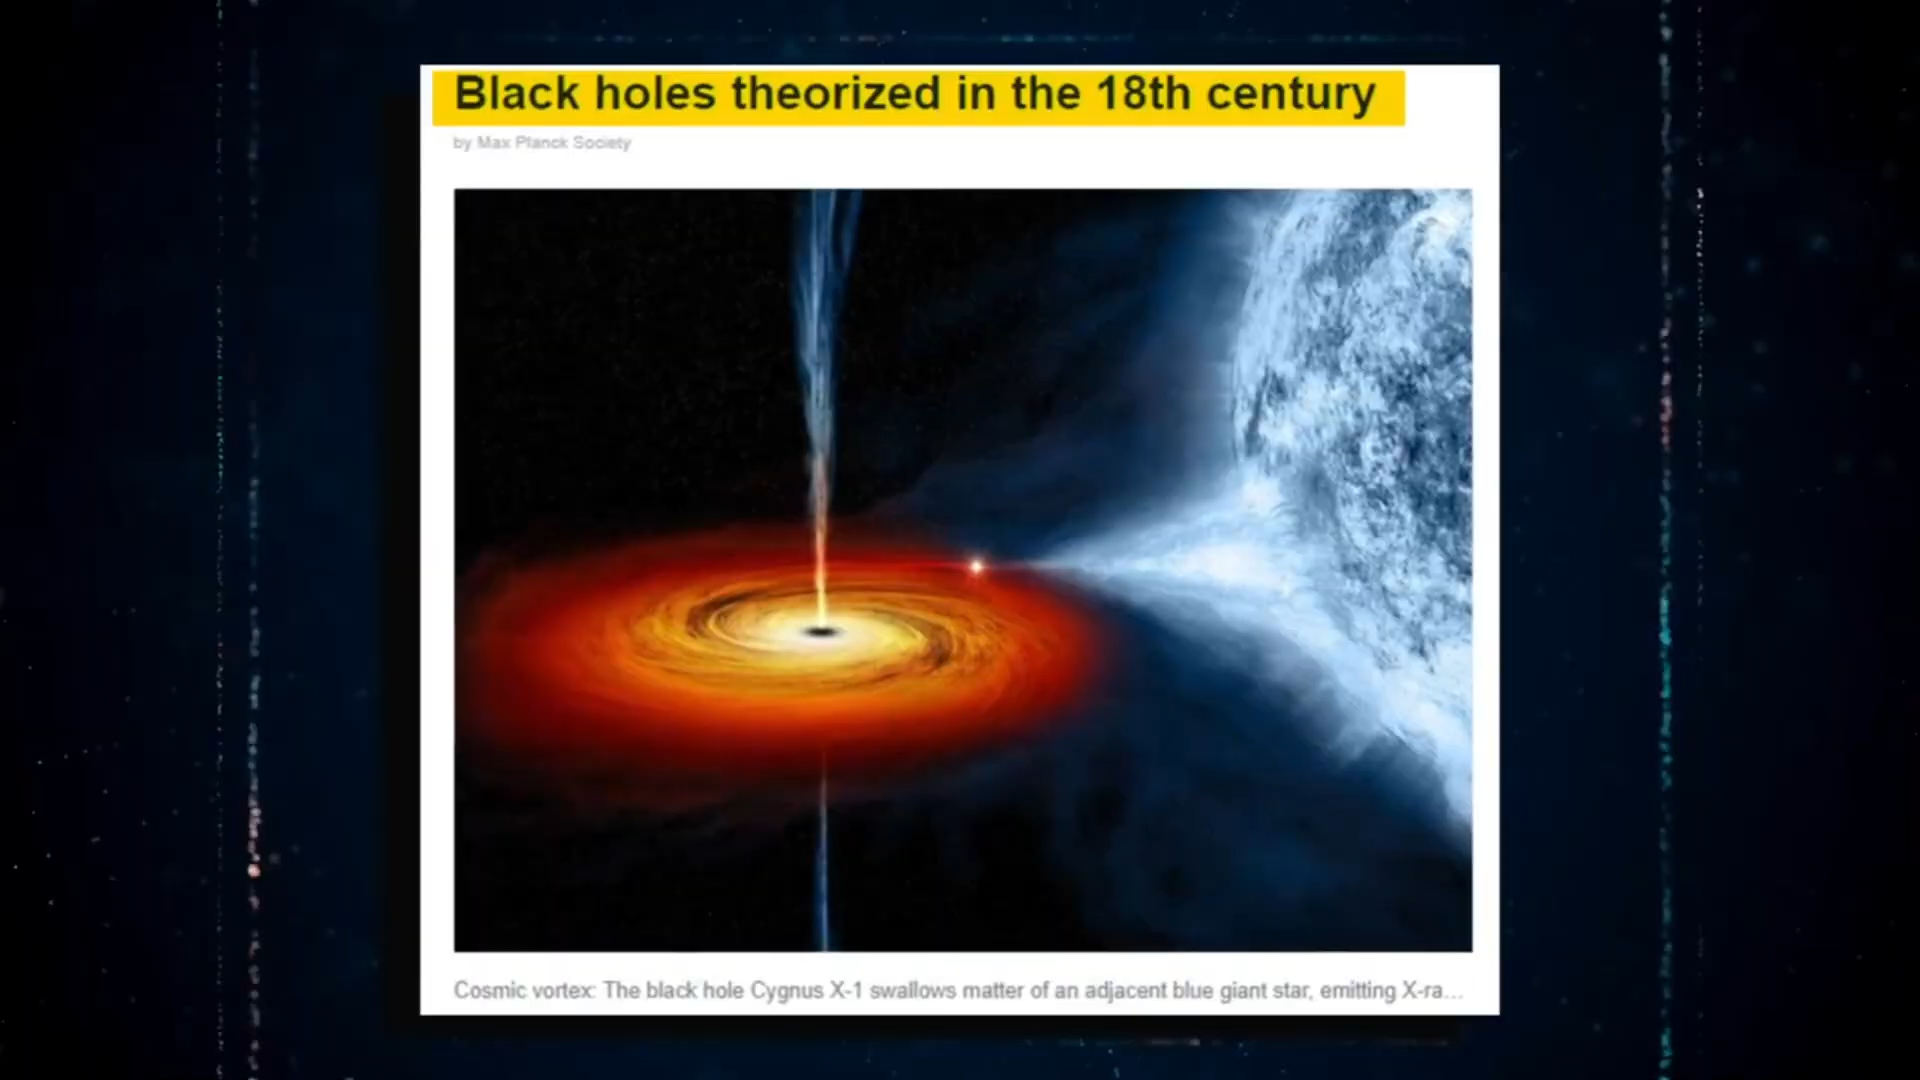 Black holes theorized in the 18th century
by Max Planck Society
Cosmic vortex: The black hole Cygnus X-1 swallows matter of an adjacent blue giant star, emitting X-ra...